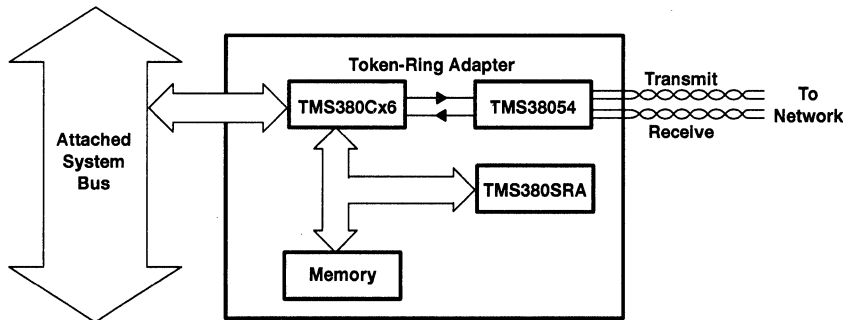 Token-Ring Adapter
Attached
System
Bus
TMS380Cx6
TMS38054
Transmit
Receive
To
Network
TMS380SRA
Memory